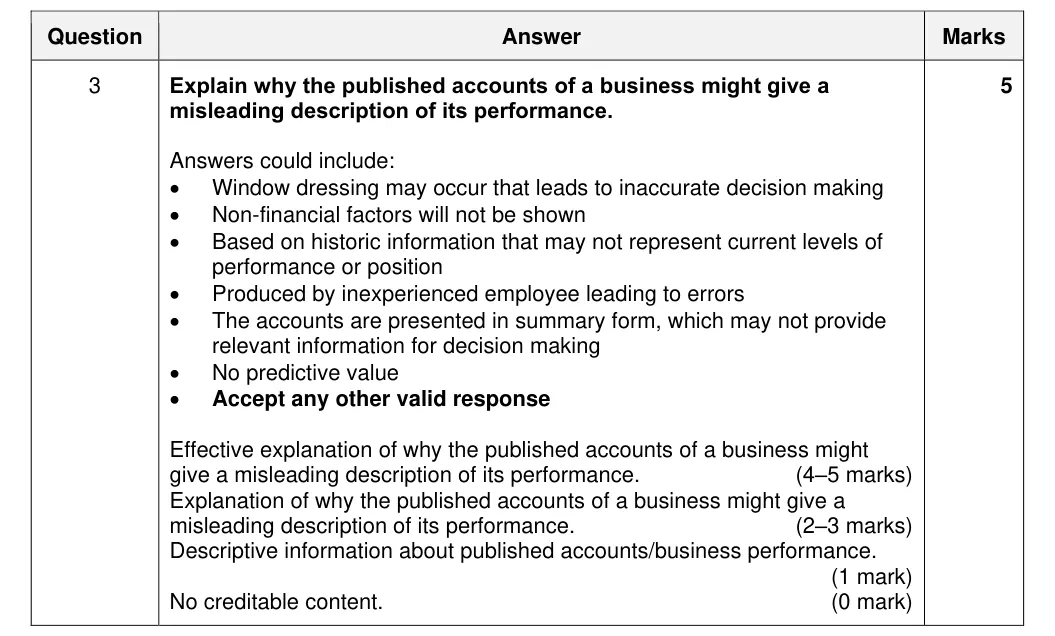 Question Answer Marks
3 Explain why the published accounts of a business might give a 5
misleading description of its performance.
Answers could include:
• Window dressing may occur that leads to inaccurate decision making
• Non-financial factors will not be shown
• Based on historic information that may not represent current levels of
performance or position
• Produced by inexperienced employee leading to errors
• The accounts are presented in summary form, which may not provide
relevant information for decision making
• No predictive value
• Accept any other valid response
Effective explanation of why the published accounts of a business might
give a misleading description of its performance. (4–5 marks)
Explanation of why the published accounts of a business might give a
misleading description of its performance. (2–3 marks)
Descriptive information about published accounts/business performance.
(1 mark)
No creditable content. (0 mark)